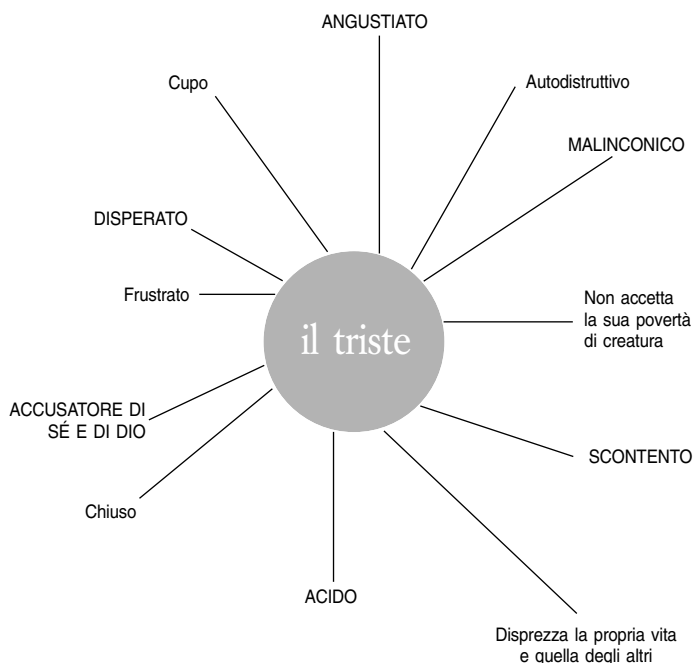 ANGUSTIATO
Cupo
Autodistruttivo
MALINCONICO
DISPERATO
Frustrato
Non accetta
la sua povertà
di creatura
il triste
ACCUSATORE DI
SÉ E DI DIO
SCONTENTO
Chiuso
ACIDO
Disprezza la propria vita
e quella degli altri